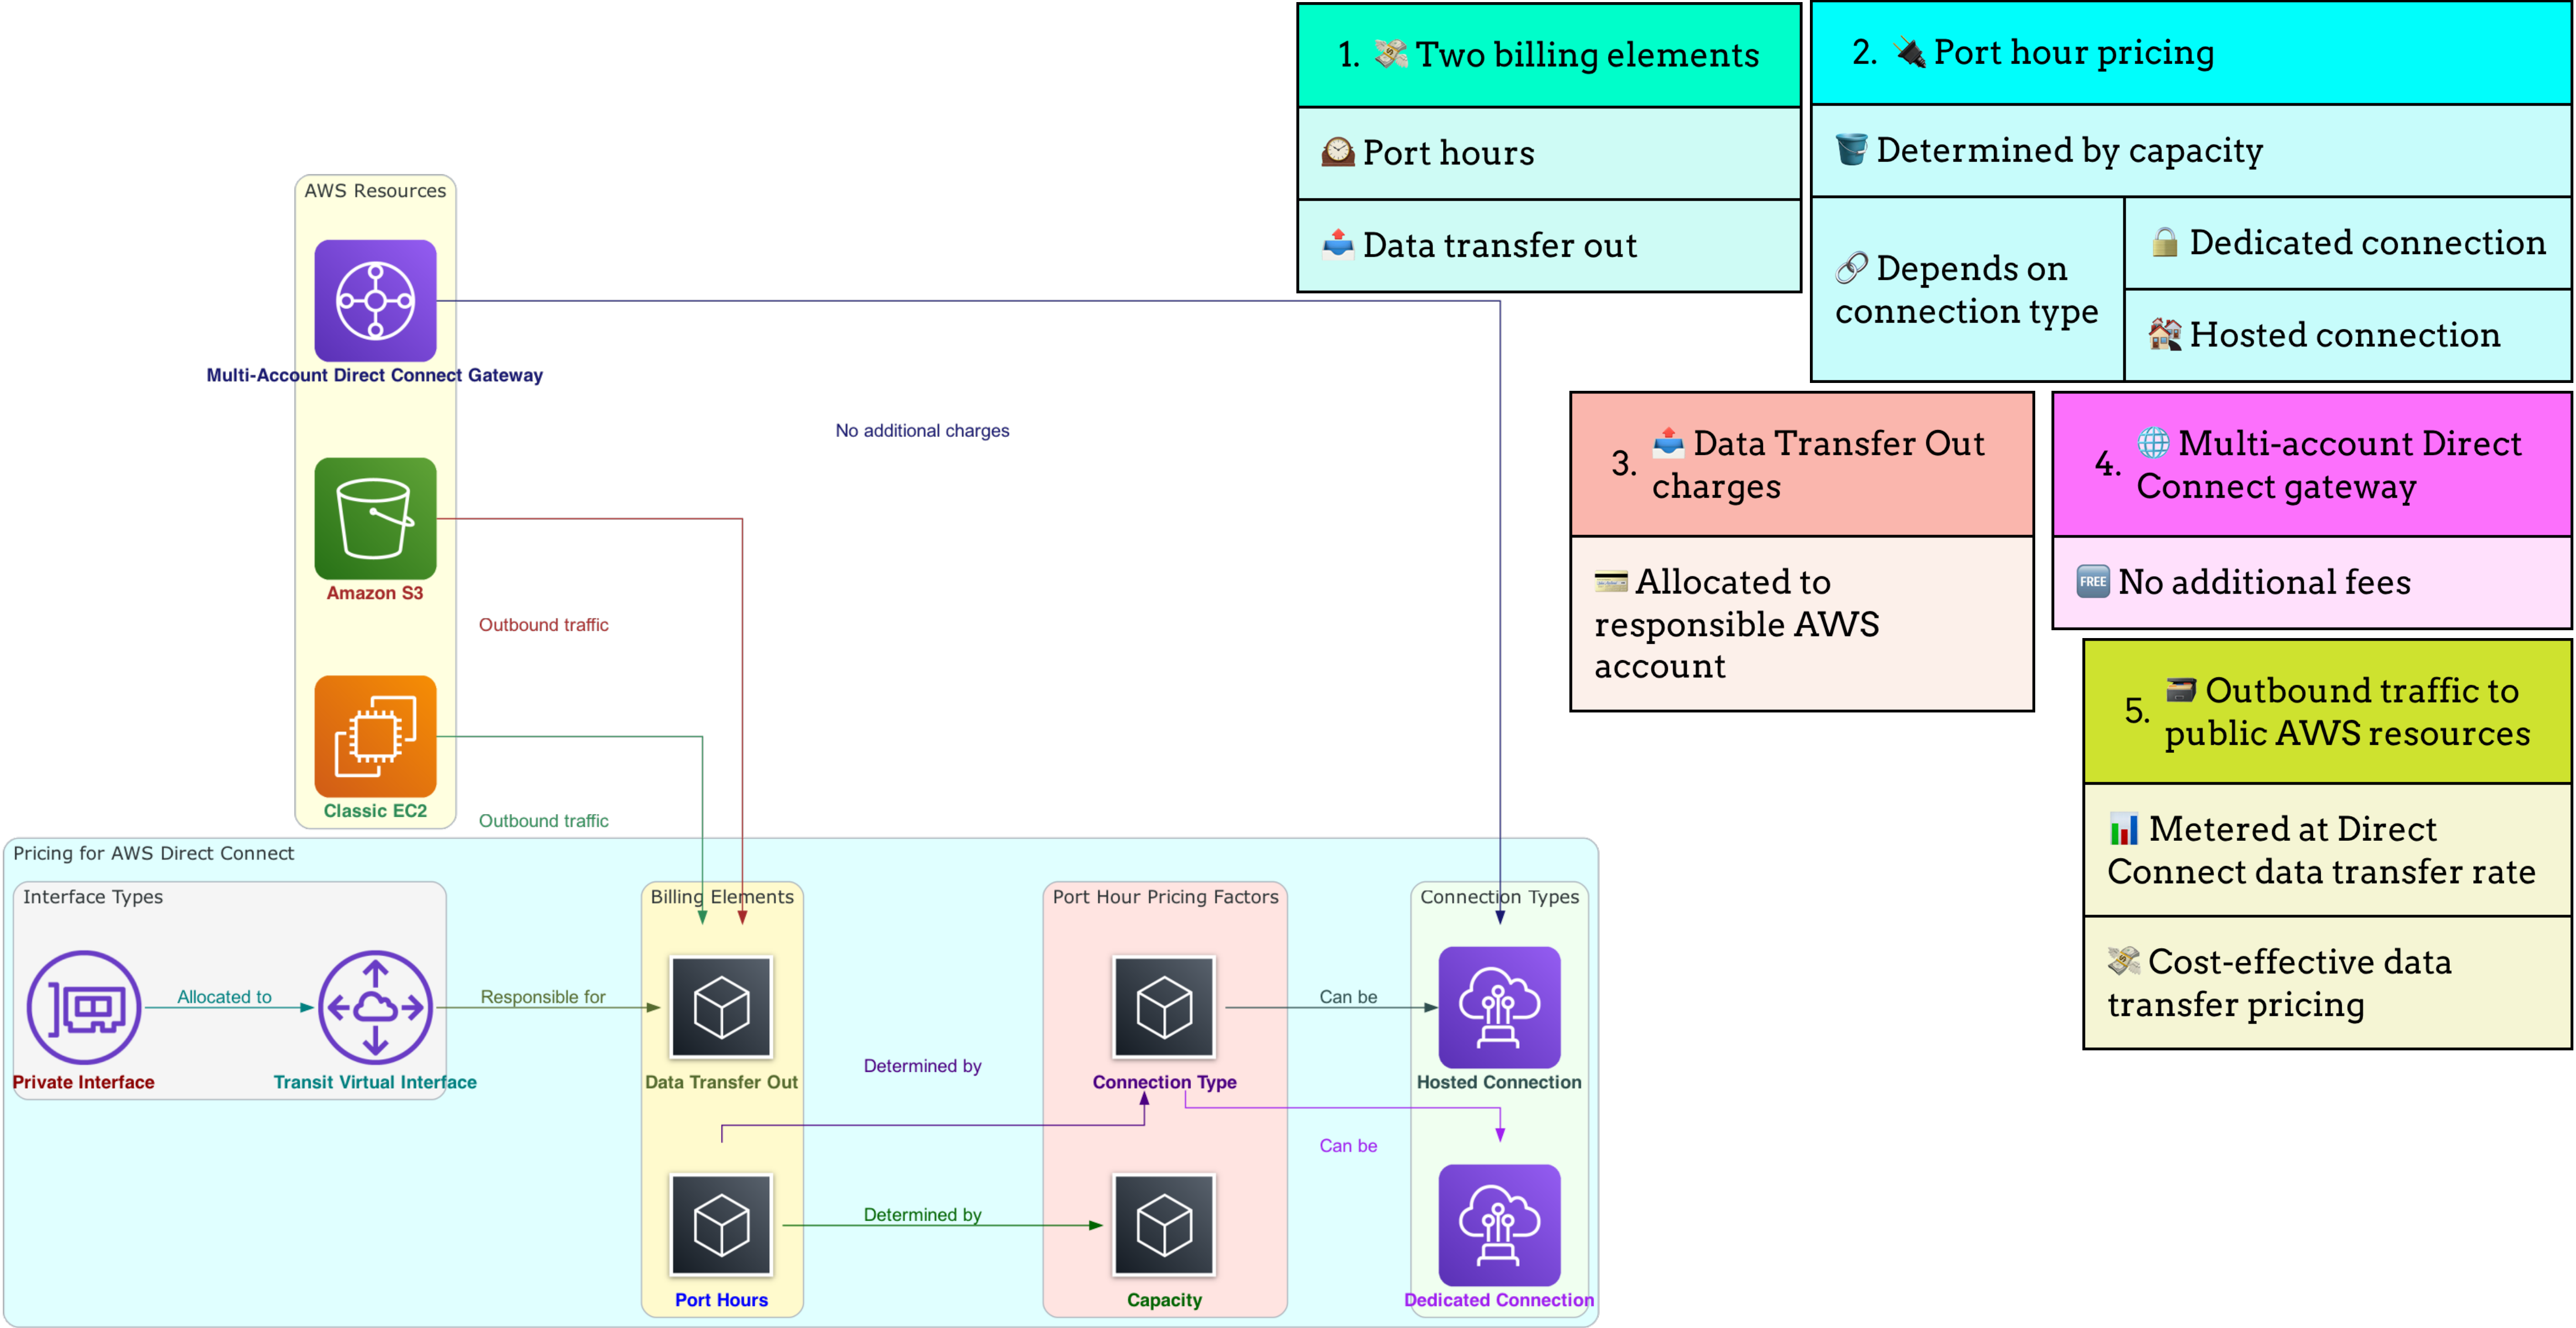 1. 💸 Two billing elements
🕰️ Port hours
📤 Data transfer out
2. 🔌 Port hour pricing
🪣 Determined by capacity
🔗 Depends on
connection type
🔒 Dedicated connection
🏘️ Hosted connection
3. 📤 Data Transfer Out
charges
💳 Allocated to
responsible AWS
account
4. 🌐 Multi-account Direct
Connect gateway
🆓 No additional fees
5. 🗃️ Outbound traffic to
public AWS resources
📊 Metered at Direct
Connect data transfer rate
💸 Cost-effective data
transfer pricing
AWS Resources
Multi-Account Direct Connect Gateway
No additional charges
Amazon S3
Outbound traffic
Classic EC2
Outbound traffic
Pricing for AWS Direct Connect
Interface Types
Private Interface
Allocated to
Transit Virtual Interface
Responsible for
Billing Elements
Data Transfer Out
Port Hours
Determined by
Determined by
Port Hour Pricing Factors
Connection Type
Capacity
Can be
Can be
Connection Types
Hosted Connection
Dedicated Connection